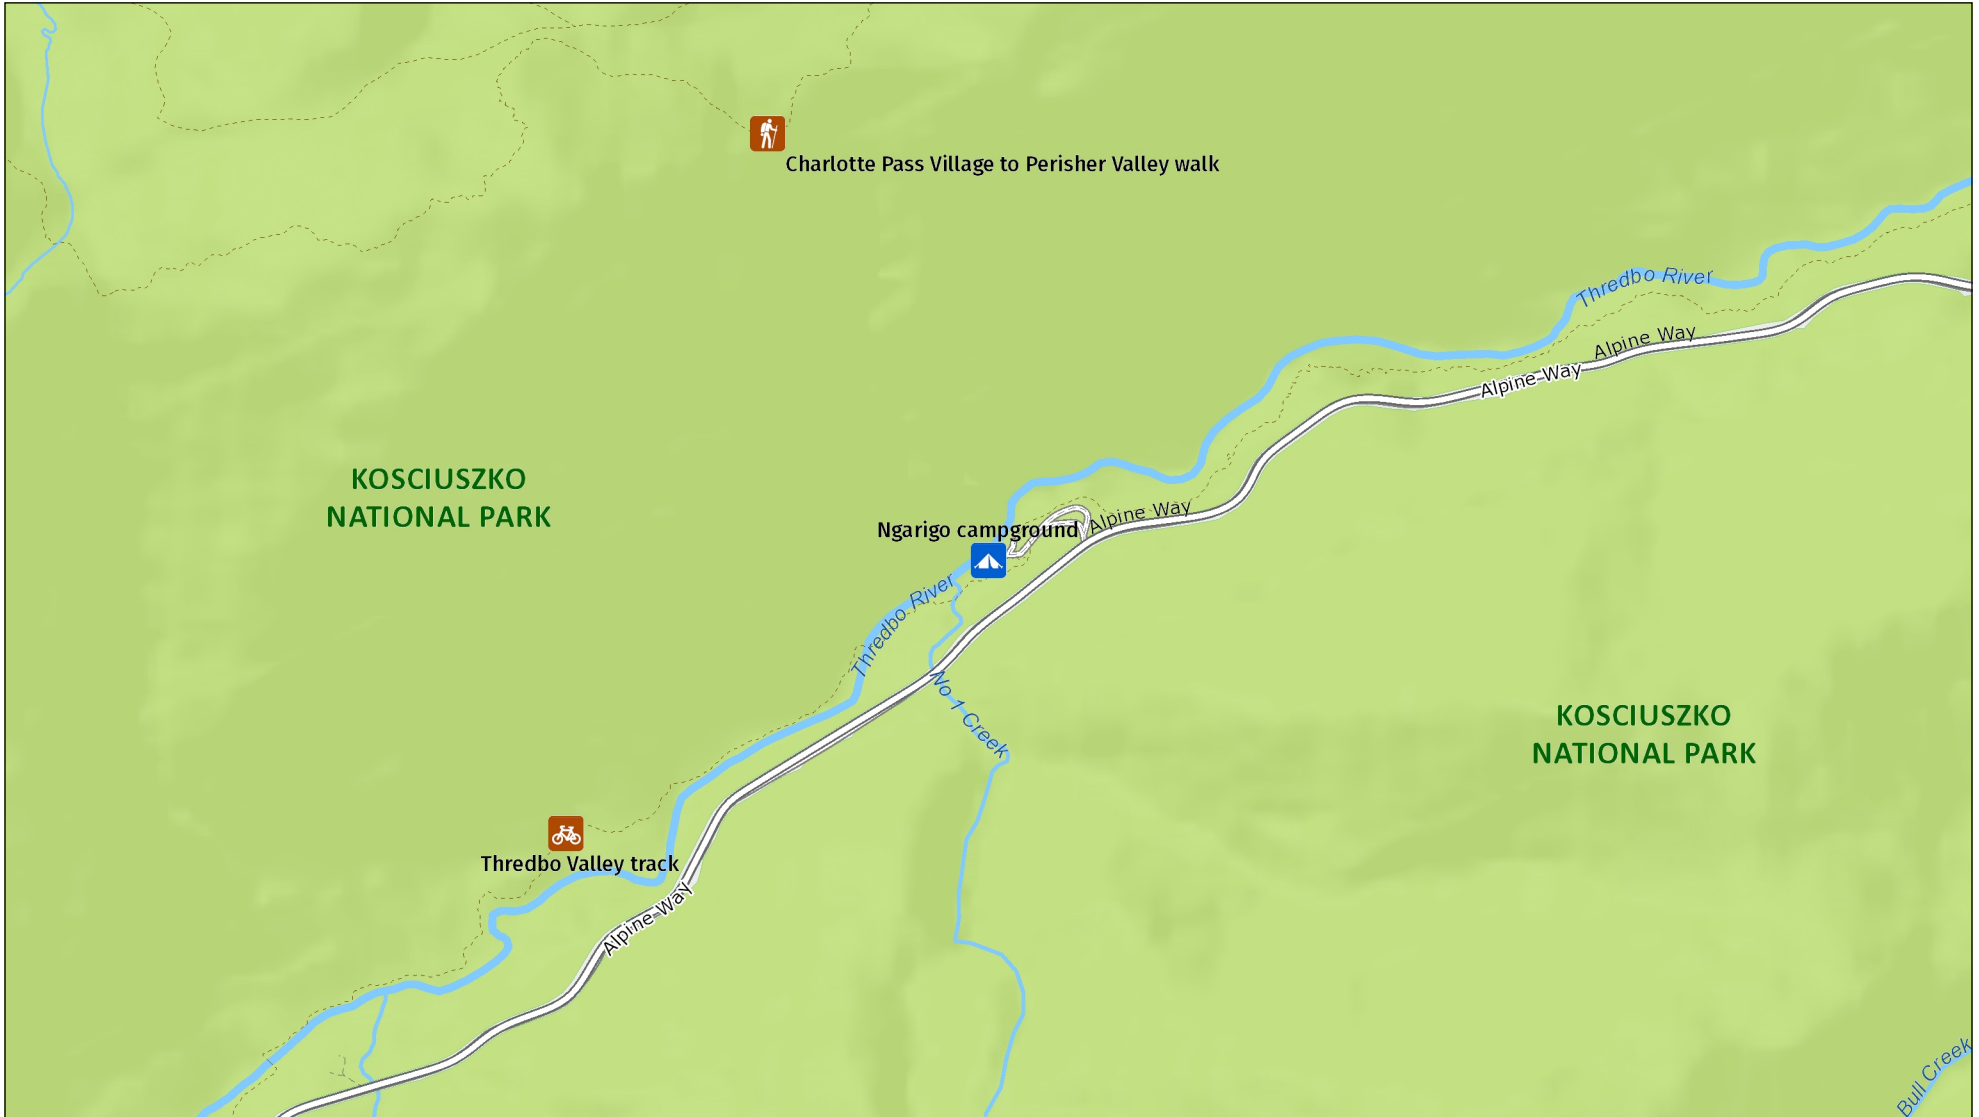 Charlotte Pass Village to Perisher Valley walk
Thredbo River
Alpine Way
Alpine Way
KOSCIUSZKO
NATIONAL PARK
Alpine Way
Ngarigo campground
Thredbo River
No 1 Creek
KOSCIUSZKO
NATIONAL PARK
Thredbo Valley track
Alpine Way
Bull Creek